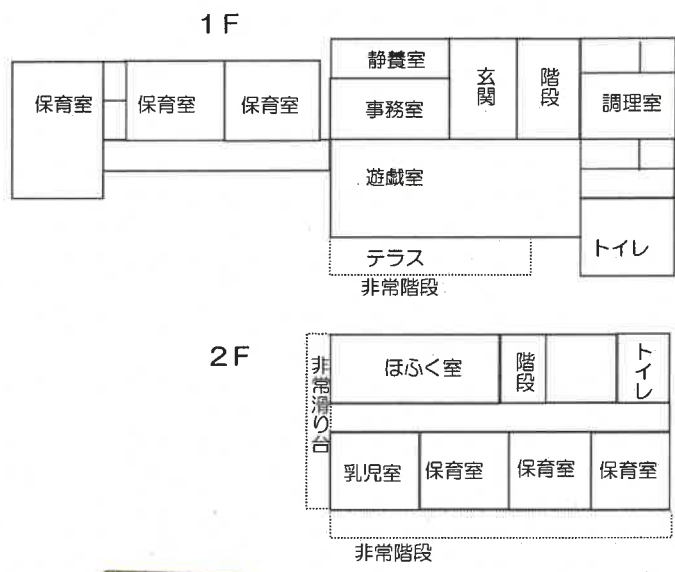 1F
静養室
保育室
保育室
保育室
事務室
玄関
階段
調理室
遊戯室
テラス
トイレ
非常階段
2F
非常滑り台
ほふく室
階段
トイレ
乳児室
保育室
保育室
保育室
非常階段